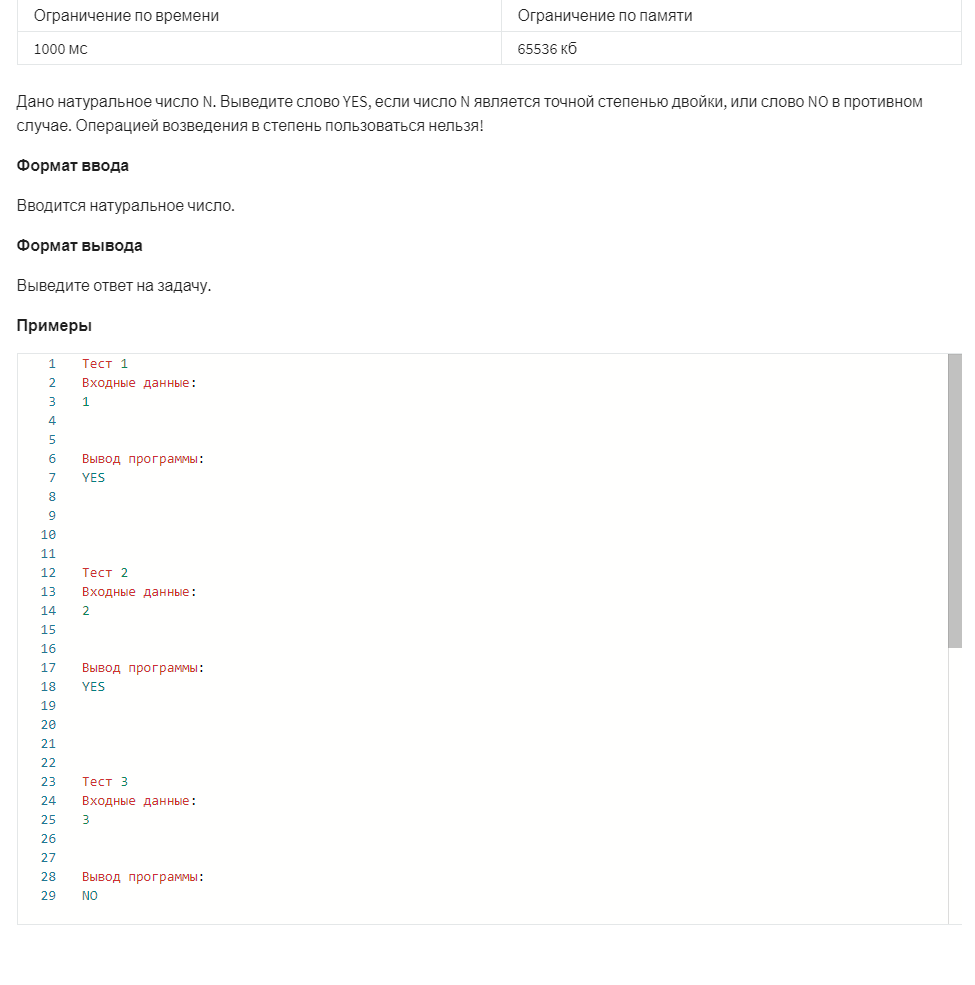 Ограничение по времени Ограничение по памяти
1000 мс 65536 кб
Дано натуральное число N. Выведите слово YES, если число N является точной степенью двойки, или слово NO в противном
случае. Операцией возведения в степень пользоваться нельзя!
Формат ввода
Вводится натуральное число.
Формат вывода
Выведите ответ на задачу.
Примеры
1 Тест 1
2 Входные данные:
3 1
4
5
6 Вывод программы:
7 YES
8
9
10
11
12 Тест 2
13 Входные данные:
14 2
15
16
17 Вывод программы:
18 YES
19
20
21
22
23 Тест 3
24 Входные данные:
25 3
26
27
28 Вывод программы:
29 NO